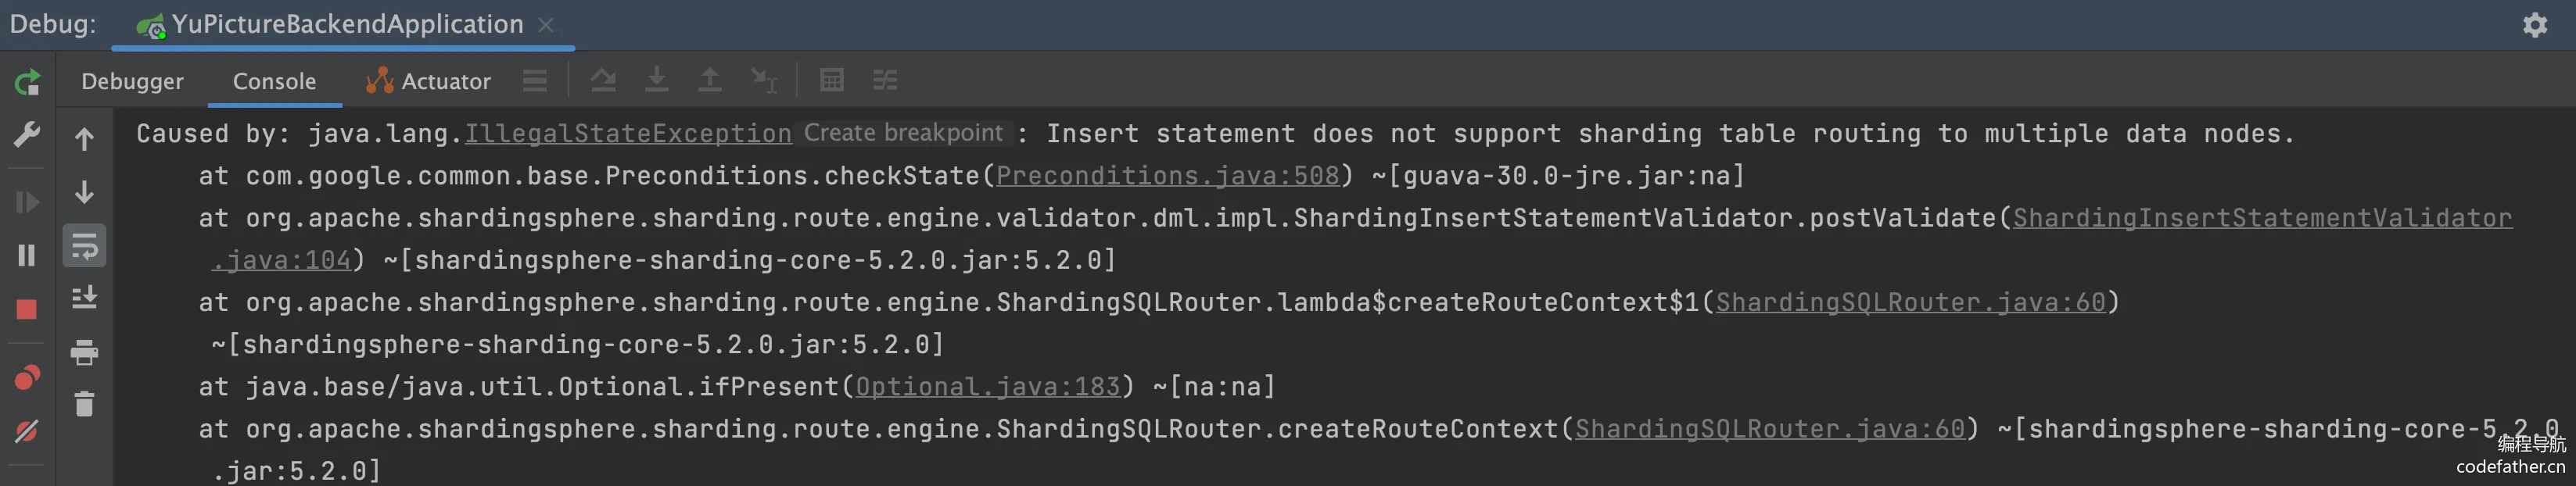 Debug: YuPictureBackendApplication
Debugger Console Actuator
Caused by: java.lang.IllegalStateException Create breakpoint : Insert statement does not support sharding table routing to multiple data nodes.
at com.google.common.base.Preconditions.checkState(Preconditions.java:508) ~[guava-30.0-jre.jar:na]
at org.apache.shardingsphere.sharding.route.engine.validator.dml.impl.ShardingInsertStatementValidator.postValidate(ShardingInsertStatementValidator
.java:104) ~[shardingsphere-sharding-core-5.2.0.jar:5.2.0]
at org.apache.shardingsphere.sharding.route.engine.ShardingSQLRouter.lambda$createRouteContext$1(ShardingSQLRouter.java:60)
~[shardingsphere-sharding-core-5.2.0.jar:5.2.0]
at java.base/java.util.Optional.ifPresent(Optional.java:183) ~[na:na]
at org.apache.shardingsphere.sharding.route.engine.ShardingSQLRouter.createRouteContext(ShardingSQLRouter.java:60) ~[shardingsphere-sharding-core-5.2.0
.jar:5.2.0]
编程导航
codefather.cn